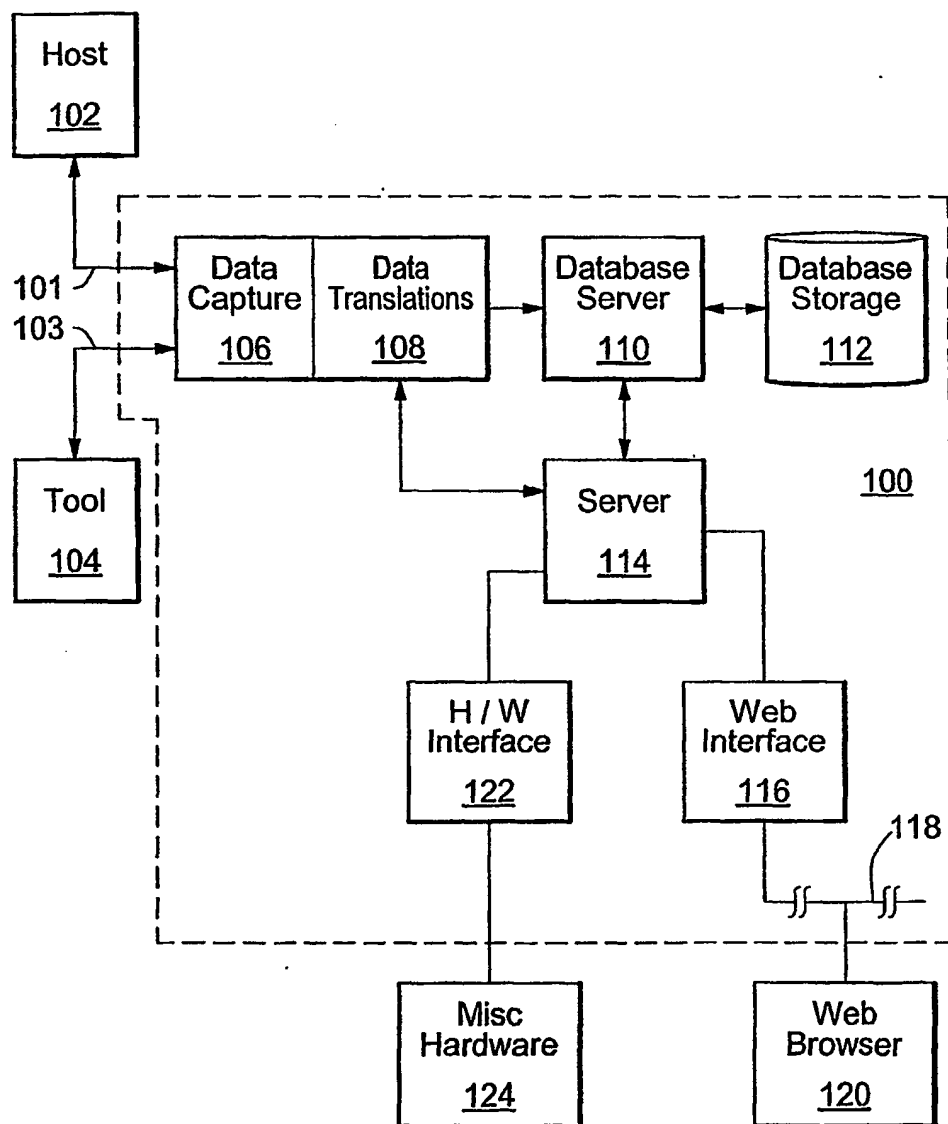 Host
102
101
103
Data
Capture
106
Data
Translations
108
Database
Server
110
Database
Storage
112
Tool
104
Server
114
100
H / W
Interface
122
Web
Interface
116
118
Misc
Hardware
124
Web
Browser
120